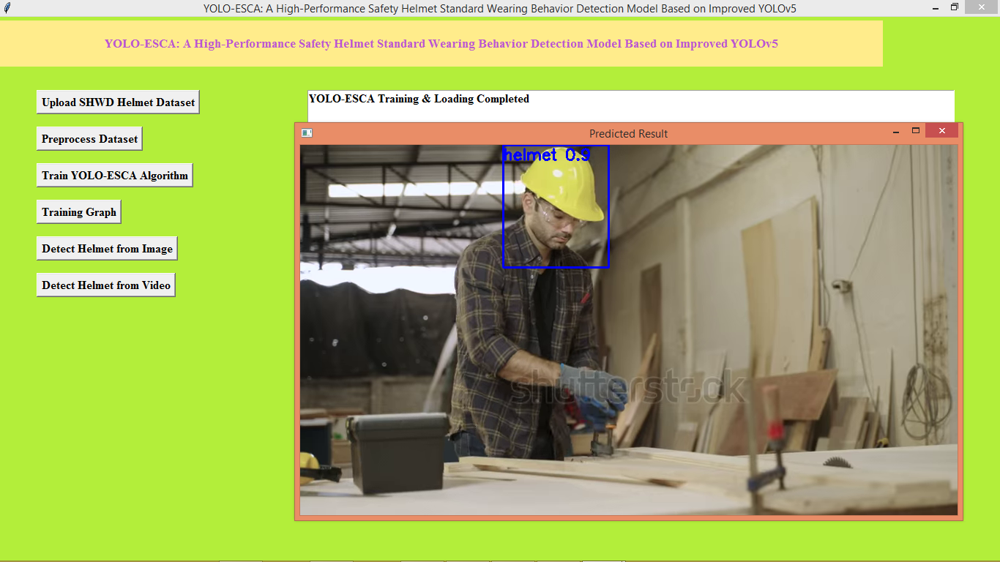 YOLO-ESCA: A High-Performance Safety Helmet Standard Wearing Behavior Detection Model Based on Improved YOLOv5
YOLO-ESCA: A High-Performance Safety Helmet Standard Wearing Behavior Detection Model Based on Improved YOLOv5
Upload SHWD Helmet Dataset
YOLO-ESCA Training & Loading Completed
Preprocess Dataset
Predicted Result
helmet 0.9
Train YOLO-ESCA Algorithm
Training Graph
Detect Helmet from Image
Detect Helmet from Video
shutterstock